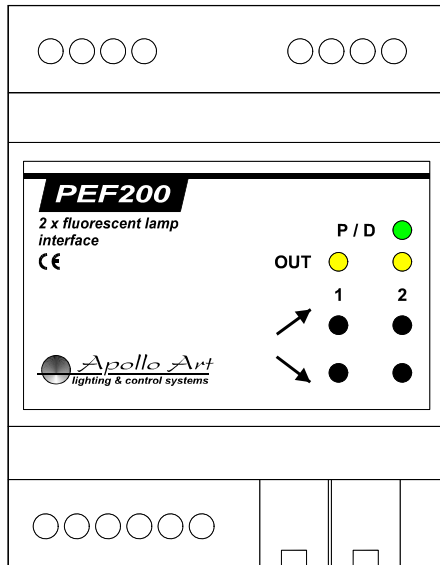 PEF200
2 x fluorescent lamp
interface
CE
P / D
OUT
1 2
Apollo Art
lighting & control systems